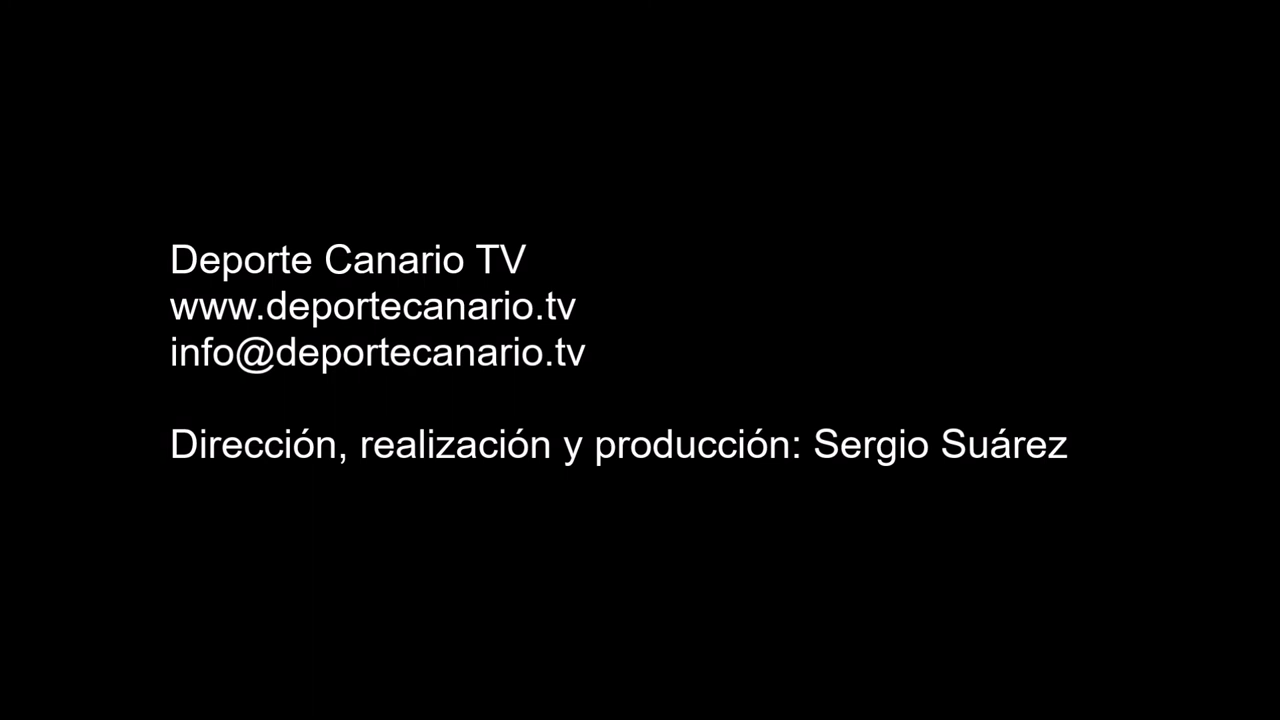 Deporte Canario TV
www.deportecanario.tv
info@deportecanario.tv
Dirección, realización y producción: Sergio Suárez